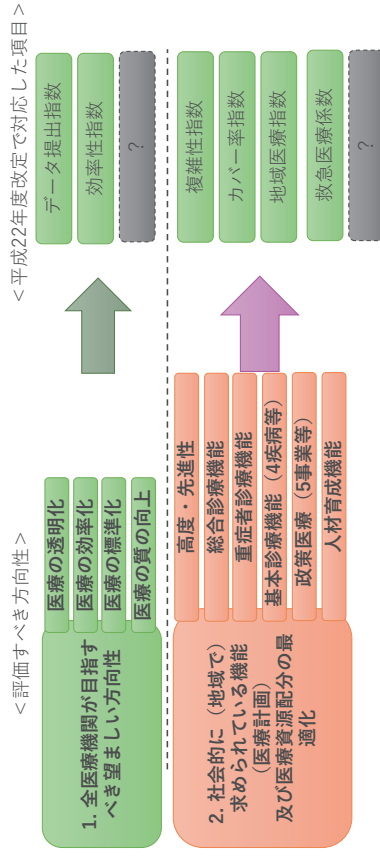 ＜評価すべき方向性＞
＜平成22年度改定で対応した項目＞
1. 全医療機関が目指す
べき望ましい方向性
医療の透明化
医療の効率化
医療の標準化
医療の質の向上
データ提出指数
効率性指数
?
2. 社会的に（地域で）
求められている機能
（医療計画）
及び医療資源配分の最
適化
高度・先進性
総合診療機能
重症者診療機能
基本診療機能（4疾病等）
政策医療（5事業等）
人材育成機能
複雑性指数
カバー率指数
地域医療指数
救急医療係数
?